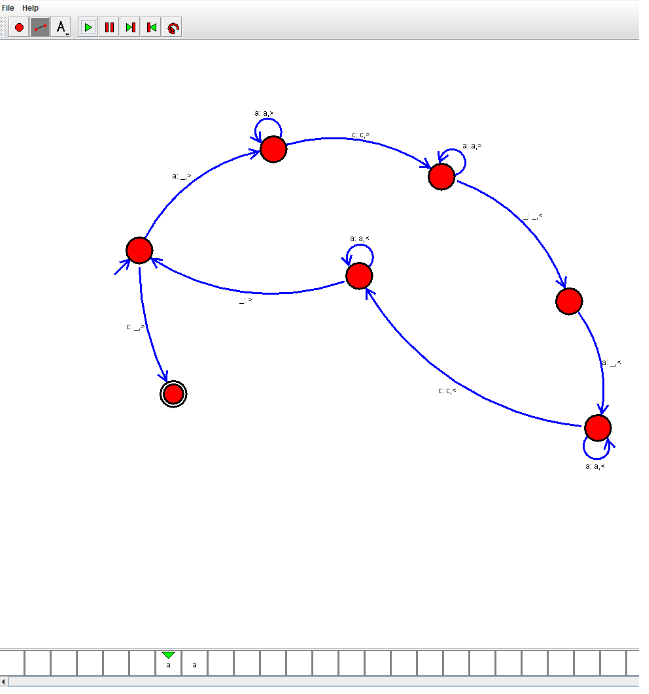 File Help
A
a: a,>
c: c,>
a: a,>
a: _,>
_: _,<
a: a,<
_: >
c: _,>
a: _,<
c: c,<
a: a,<
a a